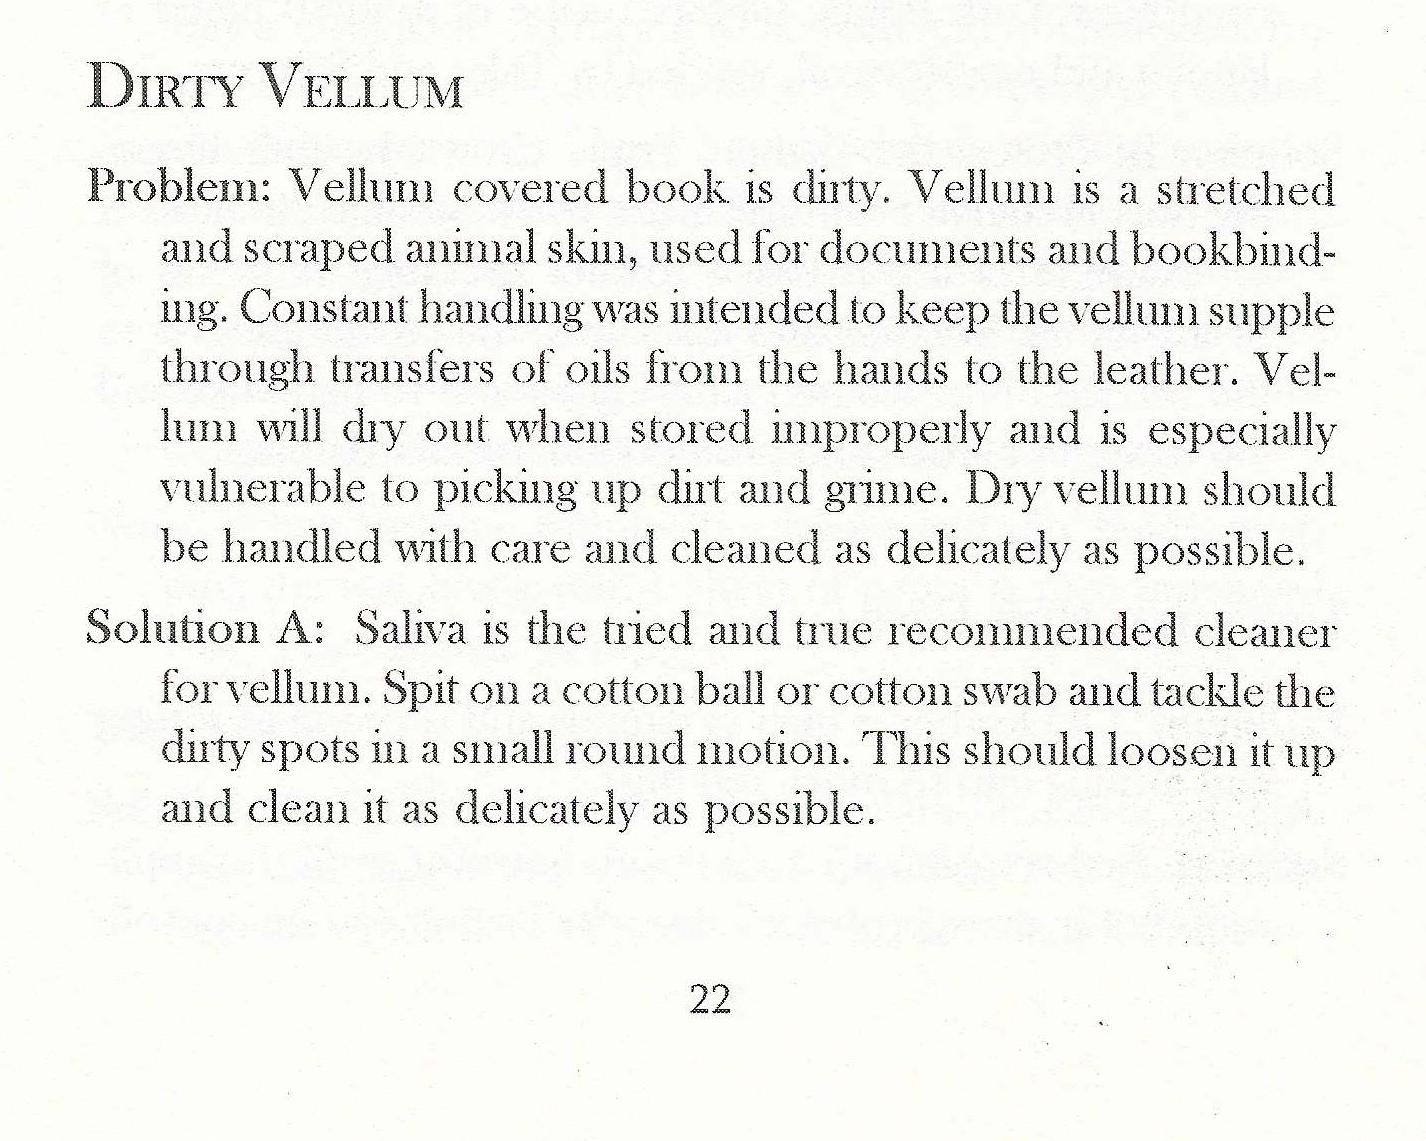 DIRTY VELLUM
Problem: Vellum covered book is dirty. Vellum is a stretched
and scraped animal skin, used for documents and bookbind-
ing. Constant handling was intended to keep the vellum supple
through transfers of oils from the hands to the leather. Vel-
lum will dry out when stored improperly and is especially
vulnerable to picking up dirt and grime. Dry vellum should
be handled with care and cleaned as delicately as possible.
Solution A: Saliva is the tried and true recommended cleaner
for vellum. Spit on a cotton ball or cotton swab and tackle the
dirty spots in a small round motion. This should loosen it up
and clean it as delicately as possible.
22